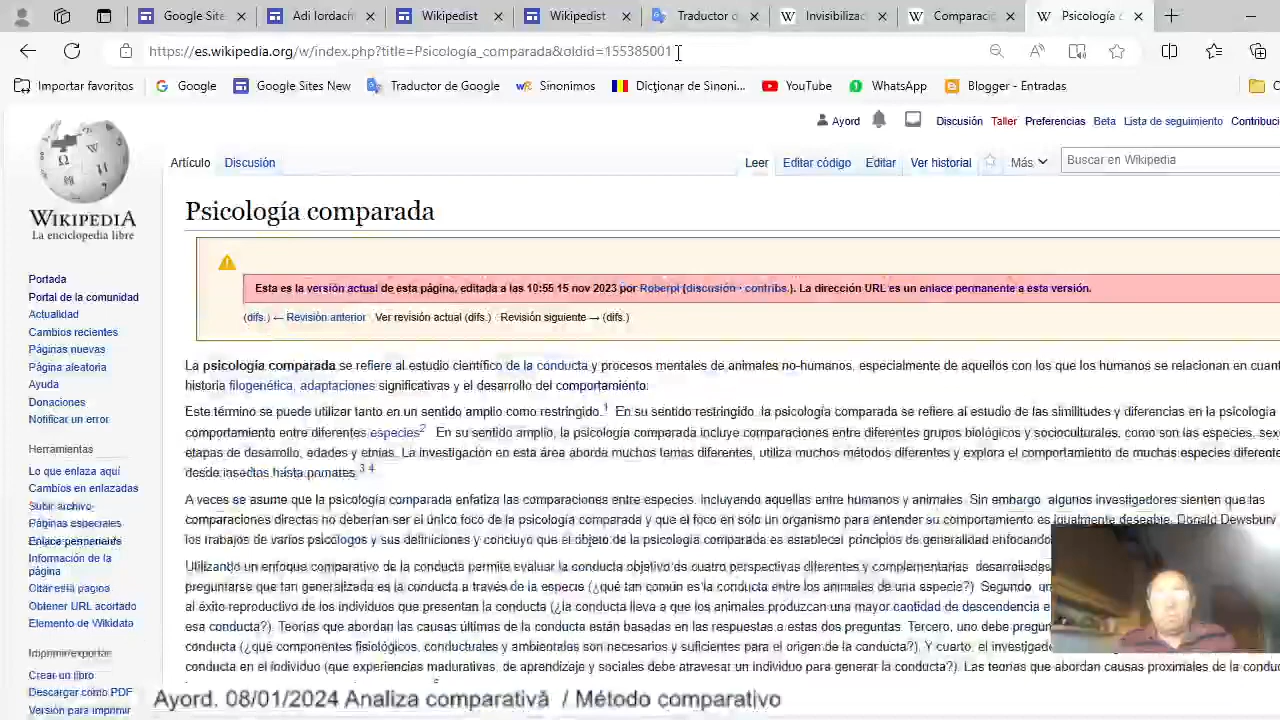 Google Site
Adi Iordach
Wikipedist
Wikipedist
Traductor d
Invisibiliza
Comparació
Psicología c
https://es.wikipedia.org/w/index.php?title=Psicología_comparada&oldid=155385001
Importar favoritos
Google
Google Sites New
Traductor de Google
Sinonimos
Dicționar de Sinoni...
YouTube
WhatsApp
Blogger - Entradas
Ayord Discusión Taller Preferencias Beta Lista de seguimiento Contribuci
Artículo Discusión Leer Editar código Editar Ver historial Más Buscar en Wikipedia
WIKIPEDIA
La enciclopedia libre
Psicología comparada
Esta es la versión actual de esta página, editada a las 10:55 15 nov 2023 por Roberpl (discusión · contribs.). La dirección URL es un enlace permanente a esta versión.
(difs.) ← Revisión anterior Ver revisión actual (difs.) Revisión siguiente → (difs.)
Portada
Portal de la comunidad
Actualidad
Cambios recientes
Páginas nuevas
Página aleatoria
Ayuda
Donaciones
Notificar un error
Herramientas
Lo que enlaza aquí
Cambios en enlazadas
Subir archivo
Páginas especiales
Enlace permanente
Información de la
página
Citar esta página
Obtener URL acortado
Elemento de Wikidata
Imprimir/exportar
Crear un libro
Descargar como PDF
Versión para imprimir
La psicología comparada se refiere al estudio científico de la conducta y procesos mentales de animales no-humanos, especialmente de aquellos con los que los humanos se relacionan en cuant
historia filogenética, adaptaciones significativas y el desarrollo del comportamiento.
Este término se puede utilizar tanto en un sentido amplio como restringido.1 En su sentido restringido, la psicología comparada se refiere al estudio de las similitudes y diferencias en la psicología
comportamiento entre diferentes especies2 En su sentido amplio, la psicología comparada incluye comparaciones entre diferentes grupos biológicos y socioculturales, como son las especies, sex
etapas de desarrollo, edades y etnias. La investigación en esta área aborda muchos temas diferentes, utiliza muchos métodos diferentes y explora el comportamiento de muchas especies diferente
desde insectos hasta primates.3 4
A veces se asume que la psicología comparada enfatiza las comparaciones entre especies, incluyendo aquellas entre humanos y animales. Sin embargo, algunos investigadores sienten que las
comparaciones directas no deberían ser el único foco de la psicología comparada y que el foco en sólo un organismo para entender su comportamiento es igualmente deseable. Donald Dewsbury
los trabajos de varios psicólogos y sus definiciones y concluyo que el objeto de la psicología comparada es establecer principios de generalidad enfocando
Utilizando un enfoque comparativo de la conducta permite evaluar la conducta objetivo de cuatro perspectivas diferentes y complementarias, desarrolladas
preguntarse que tan generalizada es la conducta a través de la especies (¿qué tan común es la conducta entre los animales de una especie?). Segundo, un
al éxito reproductivo de los individuos que presentan la conducta (¿la conducta lleva a que los animales produzcan una mayor cantidad de descendencia e
esa conducta?). Teorías que abordan las causas últimas de la conducta están basadas en las respuestas a estas dos preguntas. Tercero, uno debe pregun
conducta (¿qué componentes fisiológicos, conductuales y ambientales son necesarios y suficientes para el origen de la conducta?). Y cuarto, el investigado
conducta en el individuo (que experiencias madurativas, de aprendizaje y sociales debe atravesar un individuo para generar la conducta?). Las teorías que abordan causas proximales de la conduc
Ayord. 08/01/2024 Analiza comparativă / Método comparativo